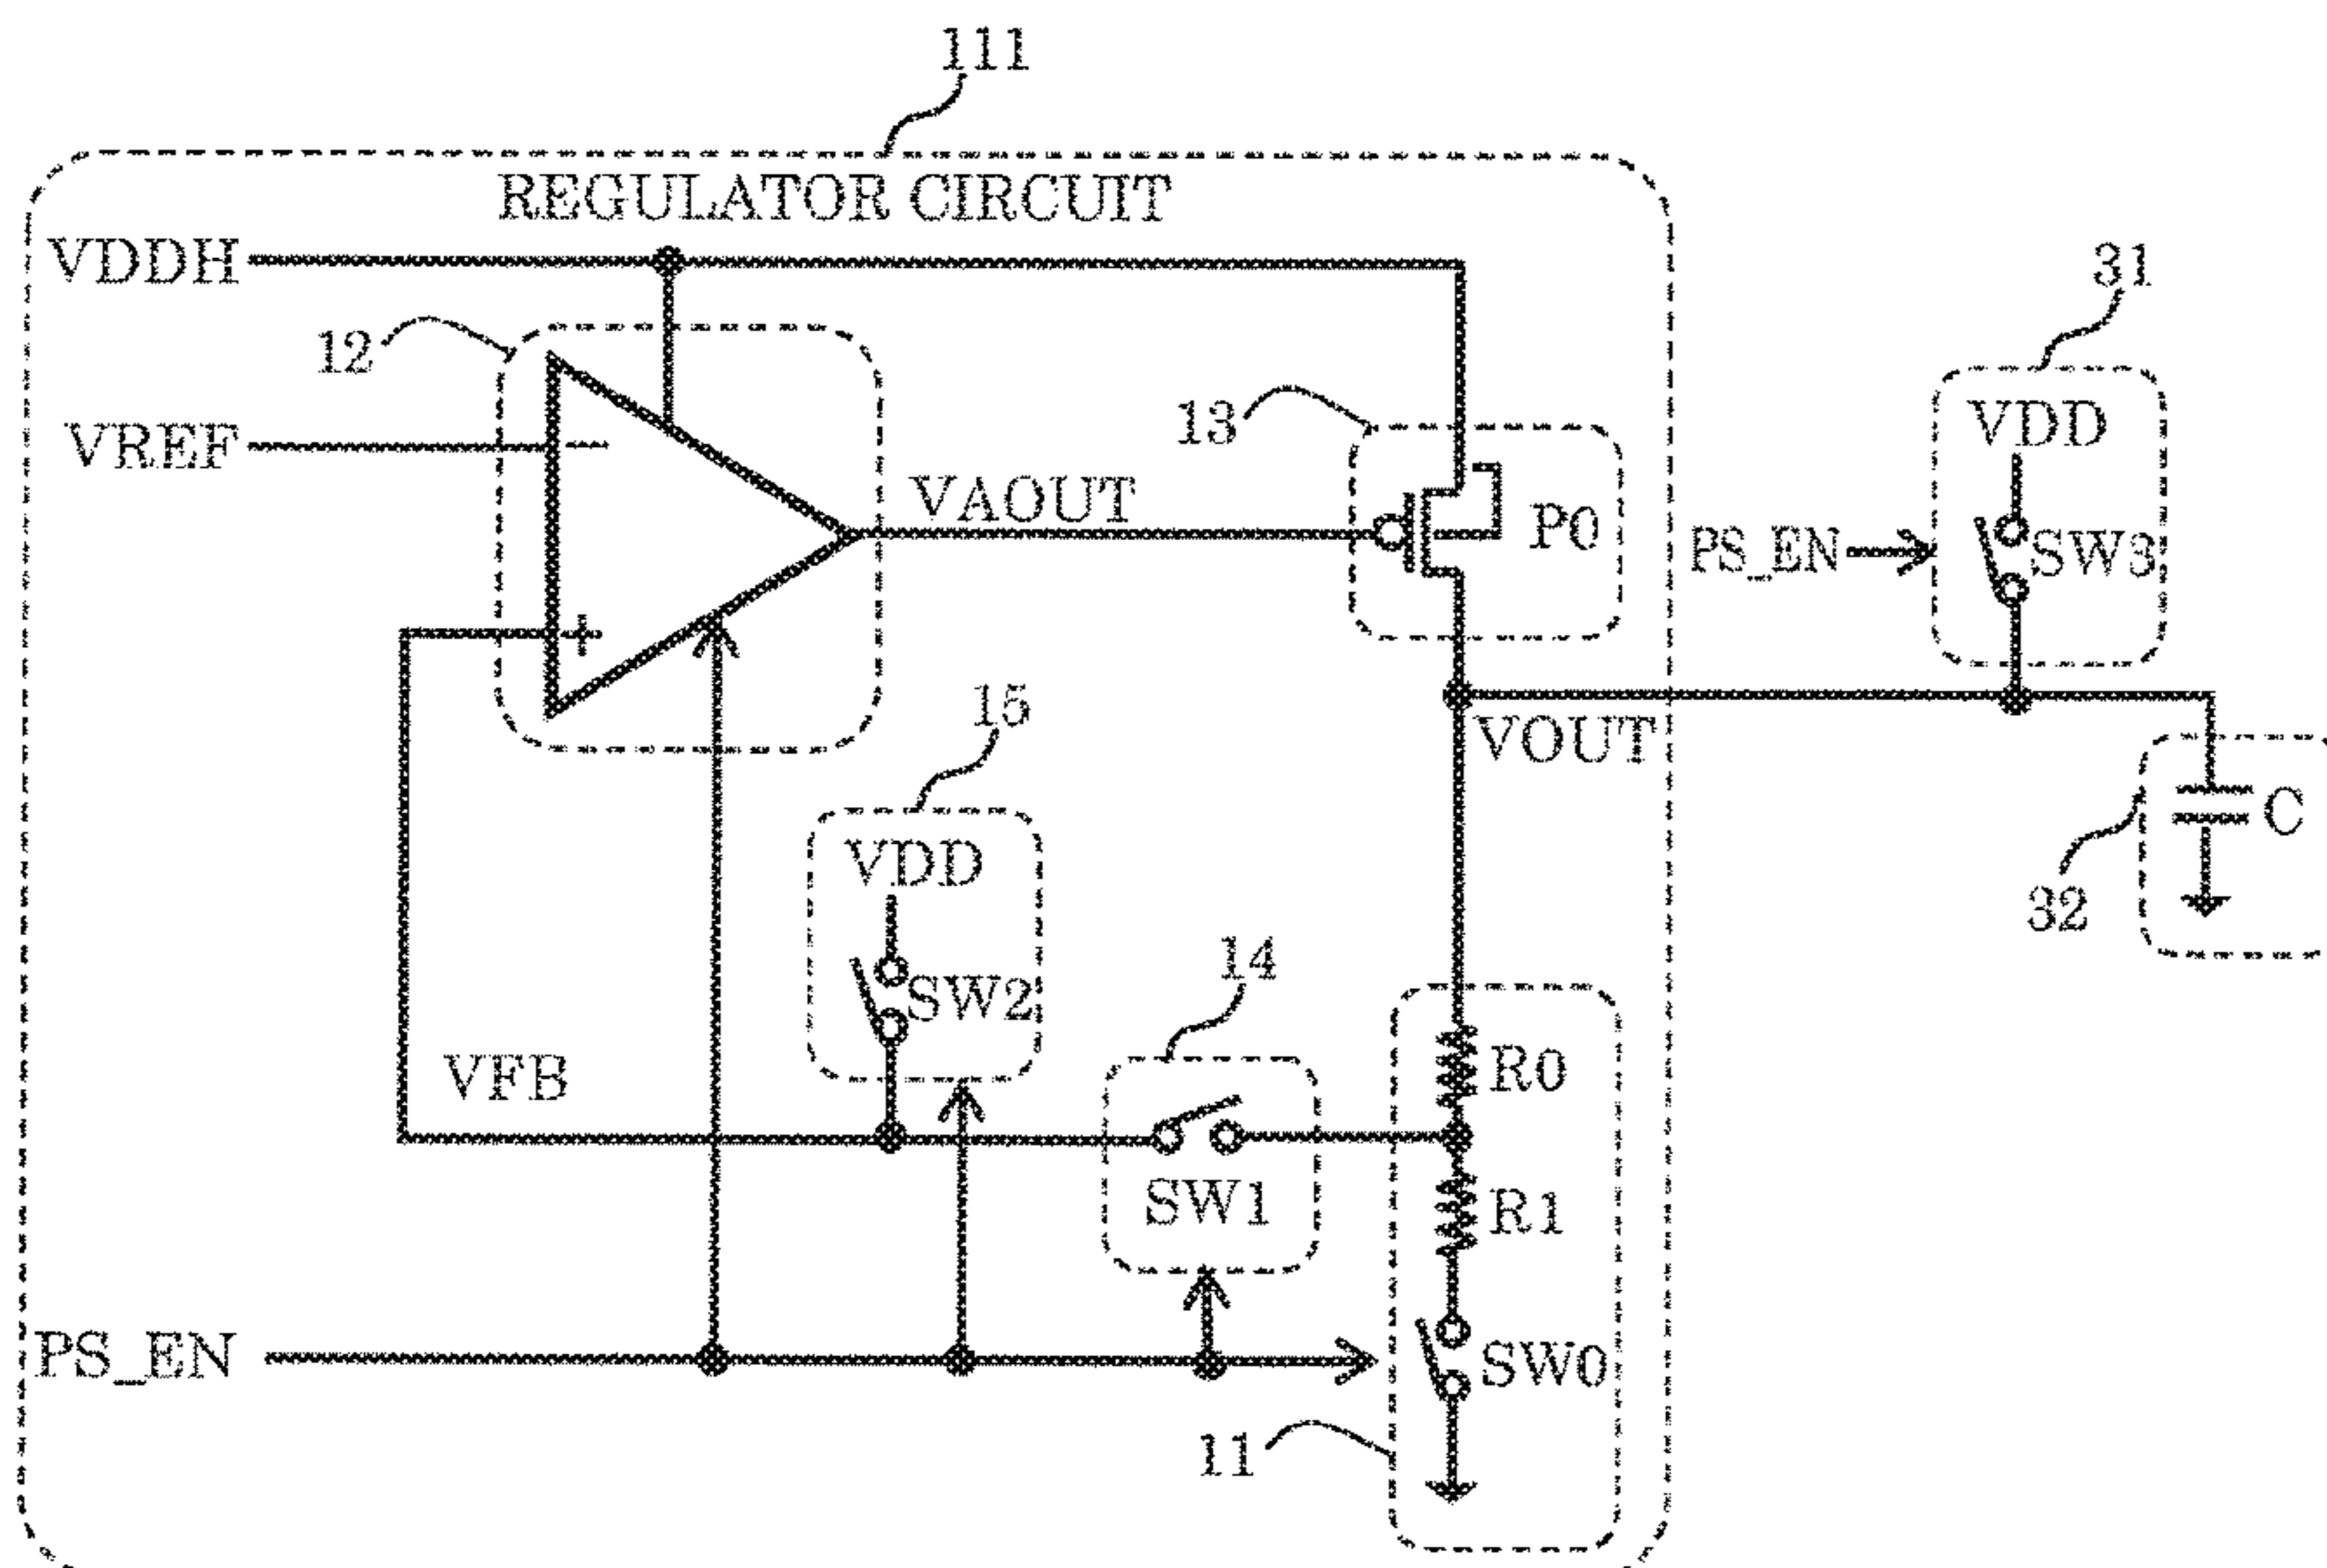 111
REGULATOR CIRCUIT
VDDH
31
12
VDD
13
VREF
VAOUT
P0
PS_EN
SW3
−
+
15
VOUT
VDD
C
32
14
SW2
R0
VFB
R1
SW1
PS_EN
SW0
11